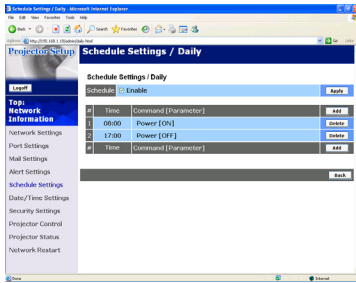 Schedule Settings / Daily - Microsoft Internet Explorer
File Edit View Favorites Tools Help
Back Search Favorites
Address Go Links
Projector Setup
Schedule Settings / Daily
Logoff
Top:
Network
Information
Network Settings
Port Settings
Mail Settings
Alert Settings
Schedule Settings
Date/Time Settings
Security Settings
Projector Control
Projector Status
Network Restart
Schedule Settings / Daily
Schedule Enable Apply
# Time Command [Parameter] Add
1 08:00 Power [ON] Delete
2 17:00 Power [OFF] Delete
# Time Command [Parameter] Add
Back
Done Internet